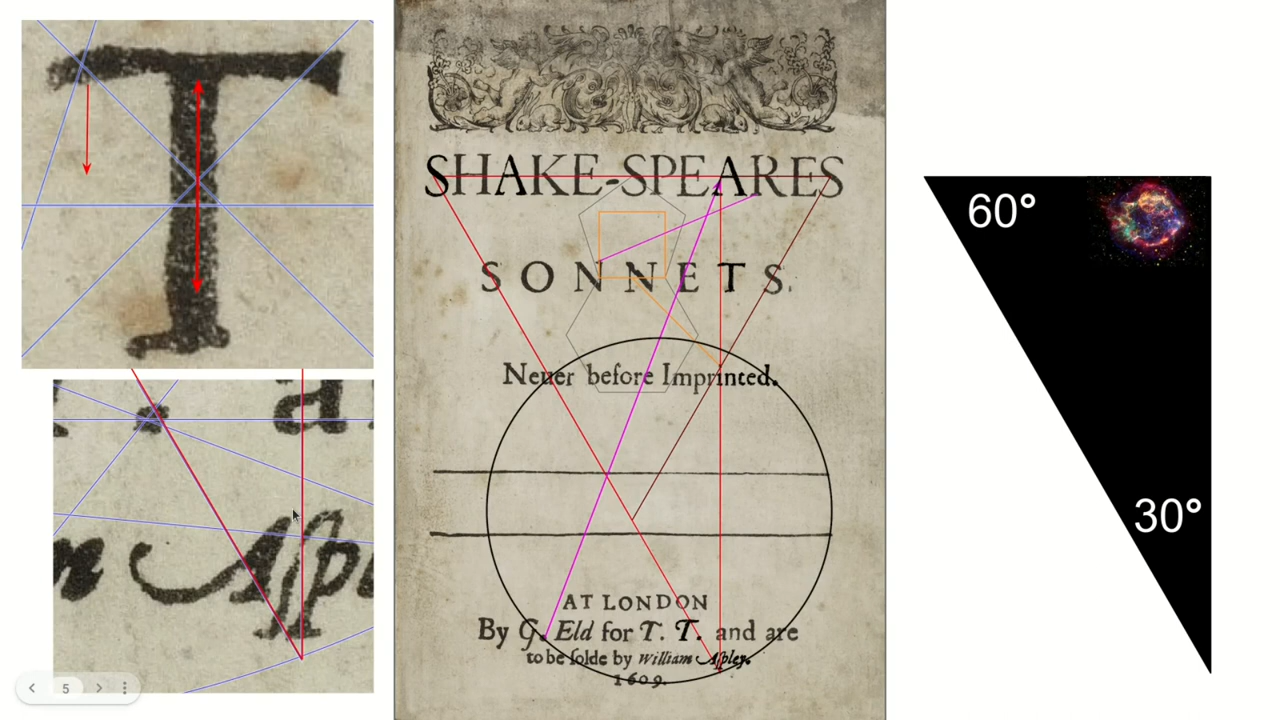 T
a
n Aſp
5
SHAKE-SPEARES
SONNETS.
Neuer before Imprinted.
AT LONDON
By G. Eld for T. T. and are
to be ſolde by William Aſpley.
1609.
60°
30°